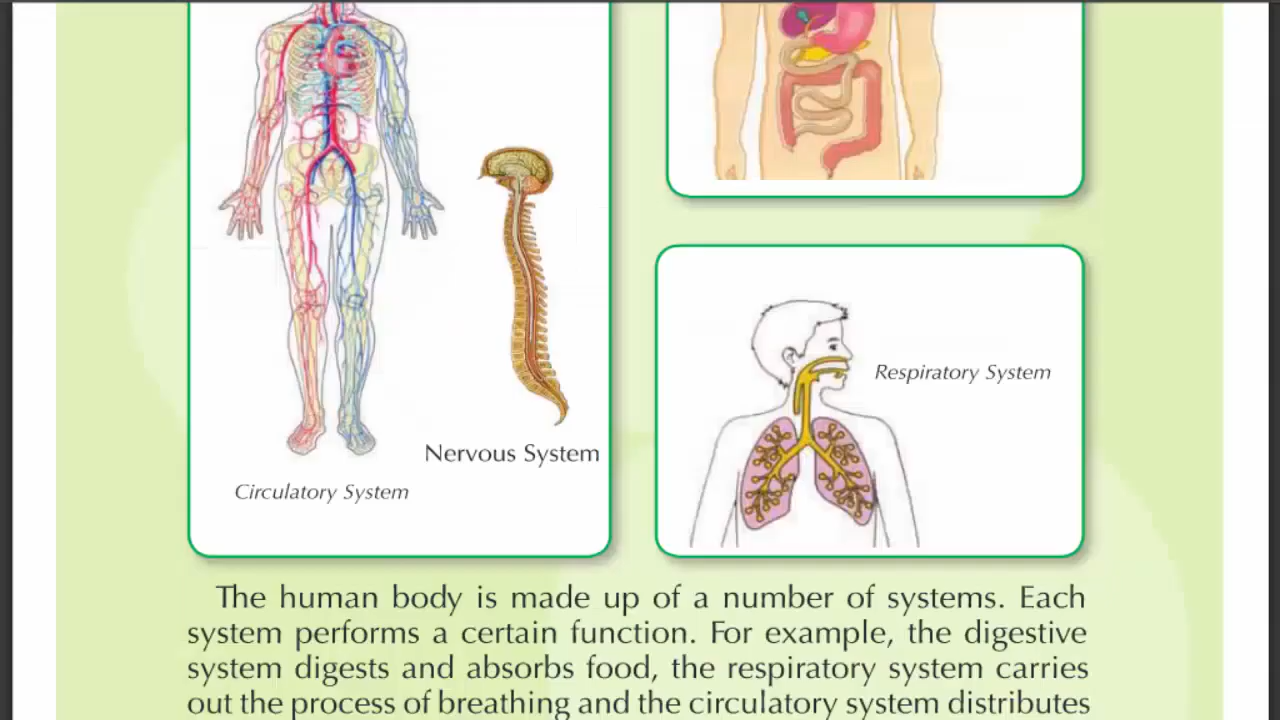 Respiratory System
Nervous System
Circulatory System
The human body is made up of a number of systems. Each
system performs a certain function. For example, the digestive
system digests and absorbs food, the respiratory system carries
out the process of breathing and the circulatory system distributes